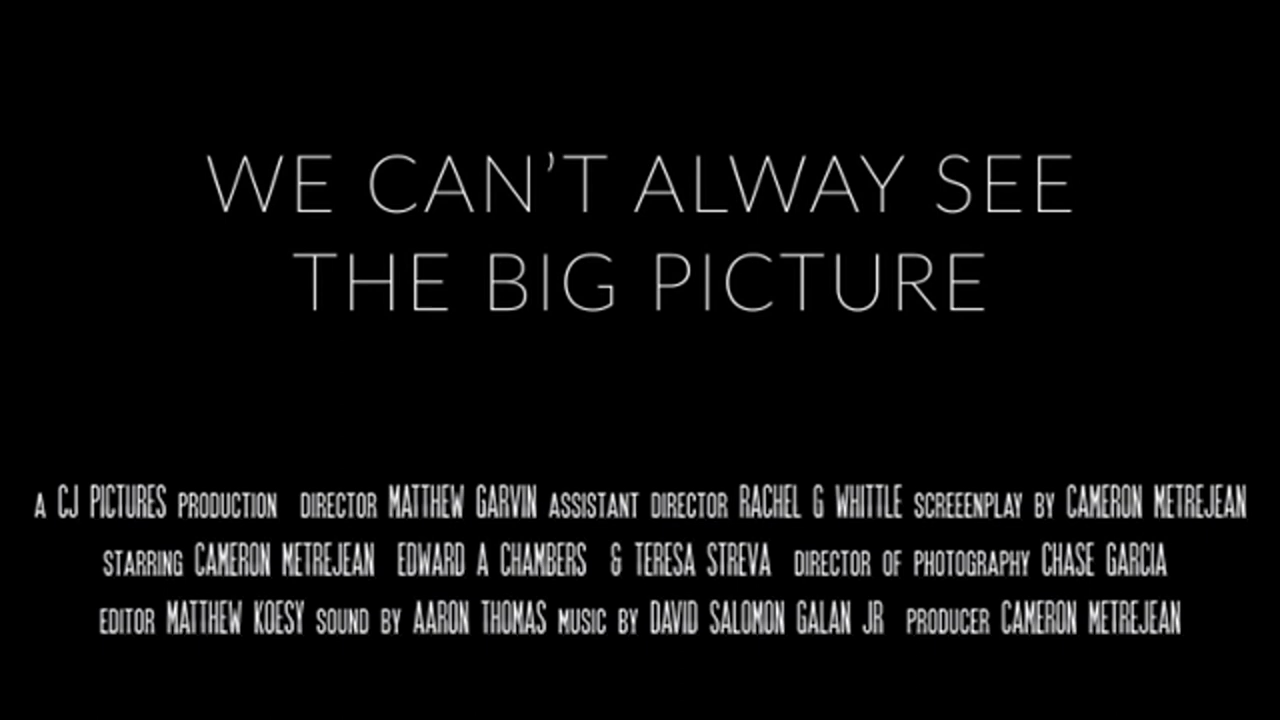 WE CAN’T ALWAY SEE
THE BIG PICTURE
A CJ PICTURES PRODUCTION DIRECTOR MATTHEW GARVIN ASSISTANT DIRECTOR RACHEL G WHITTLE SCREEENPLAY BY CAMERON METREJEAN
STARRING CAMERON METREJEAN EDWARD A CHAMBERS & TERESA STREVA DIRECTOR OF PHOTOGRAPHY CHASE GARCIA
EDITOR MATTHEW KOESY SOUND BY AARON THOMAS MUSIC BY DAVID SALOMON GALAN JR PRODUCER CAMERON METREJEAN